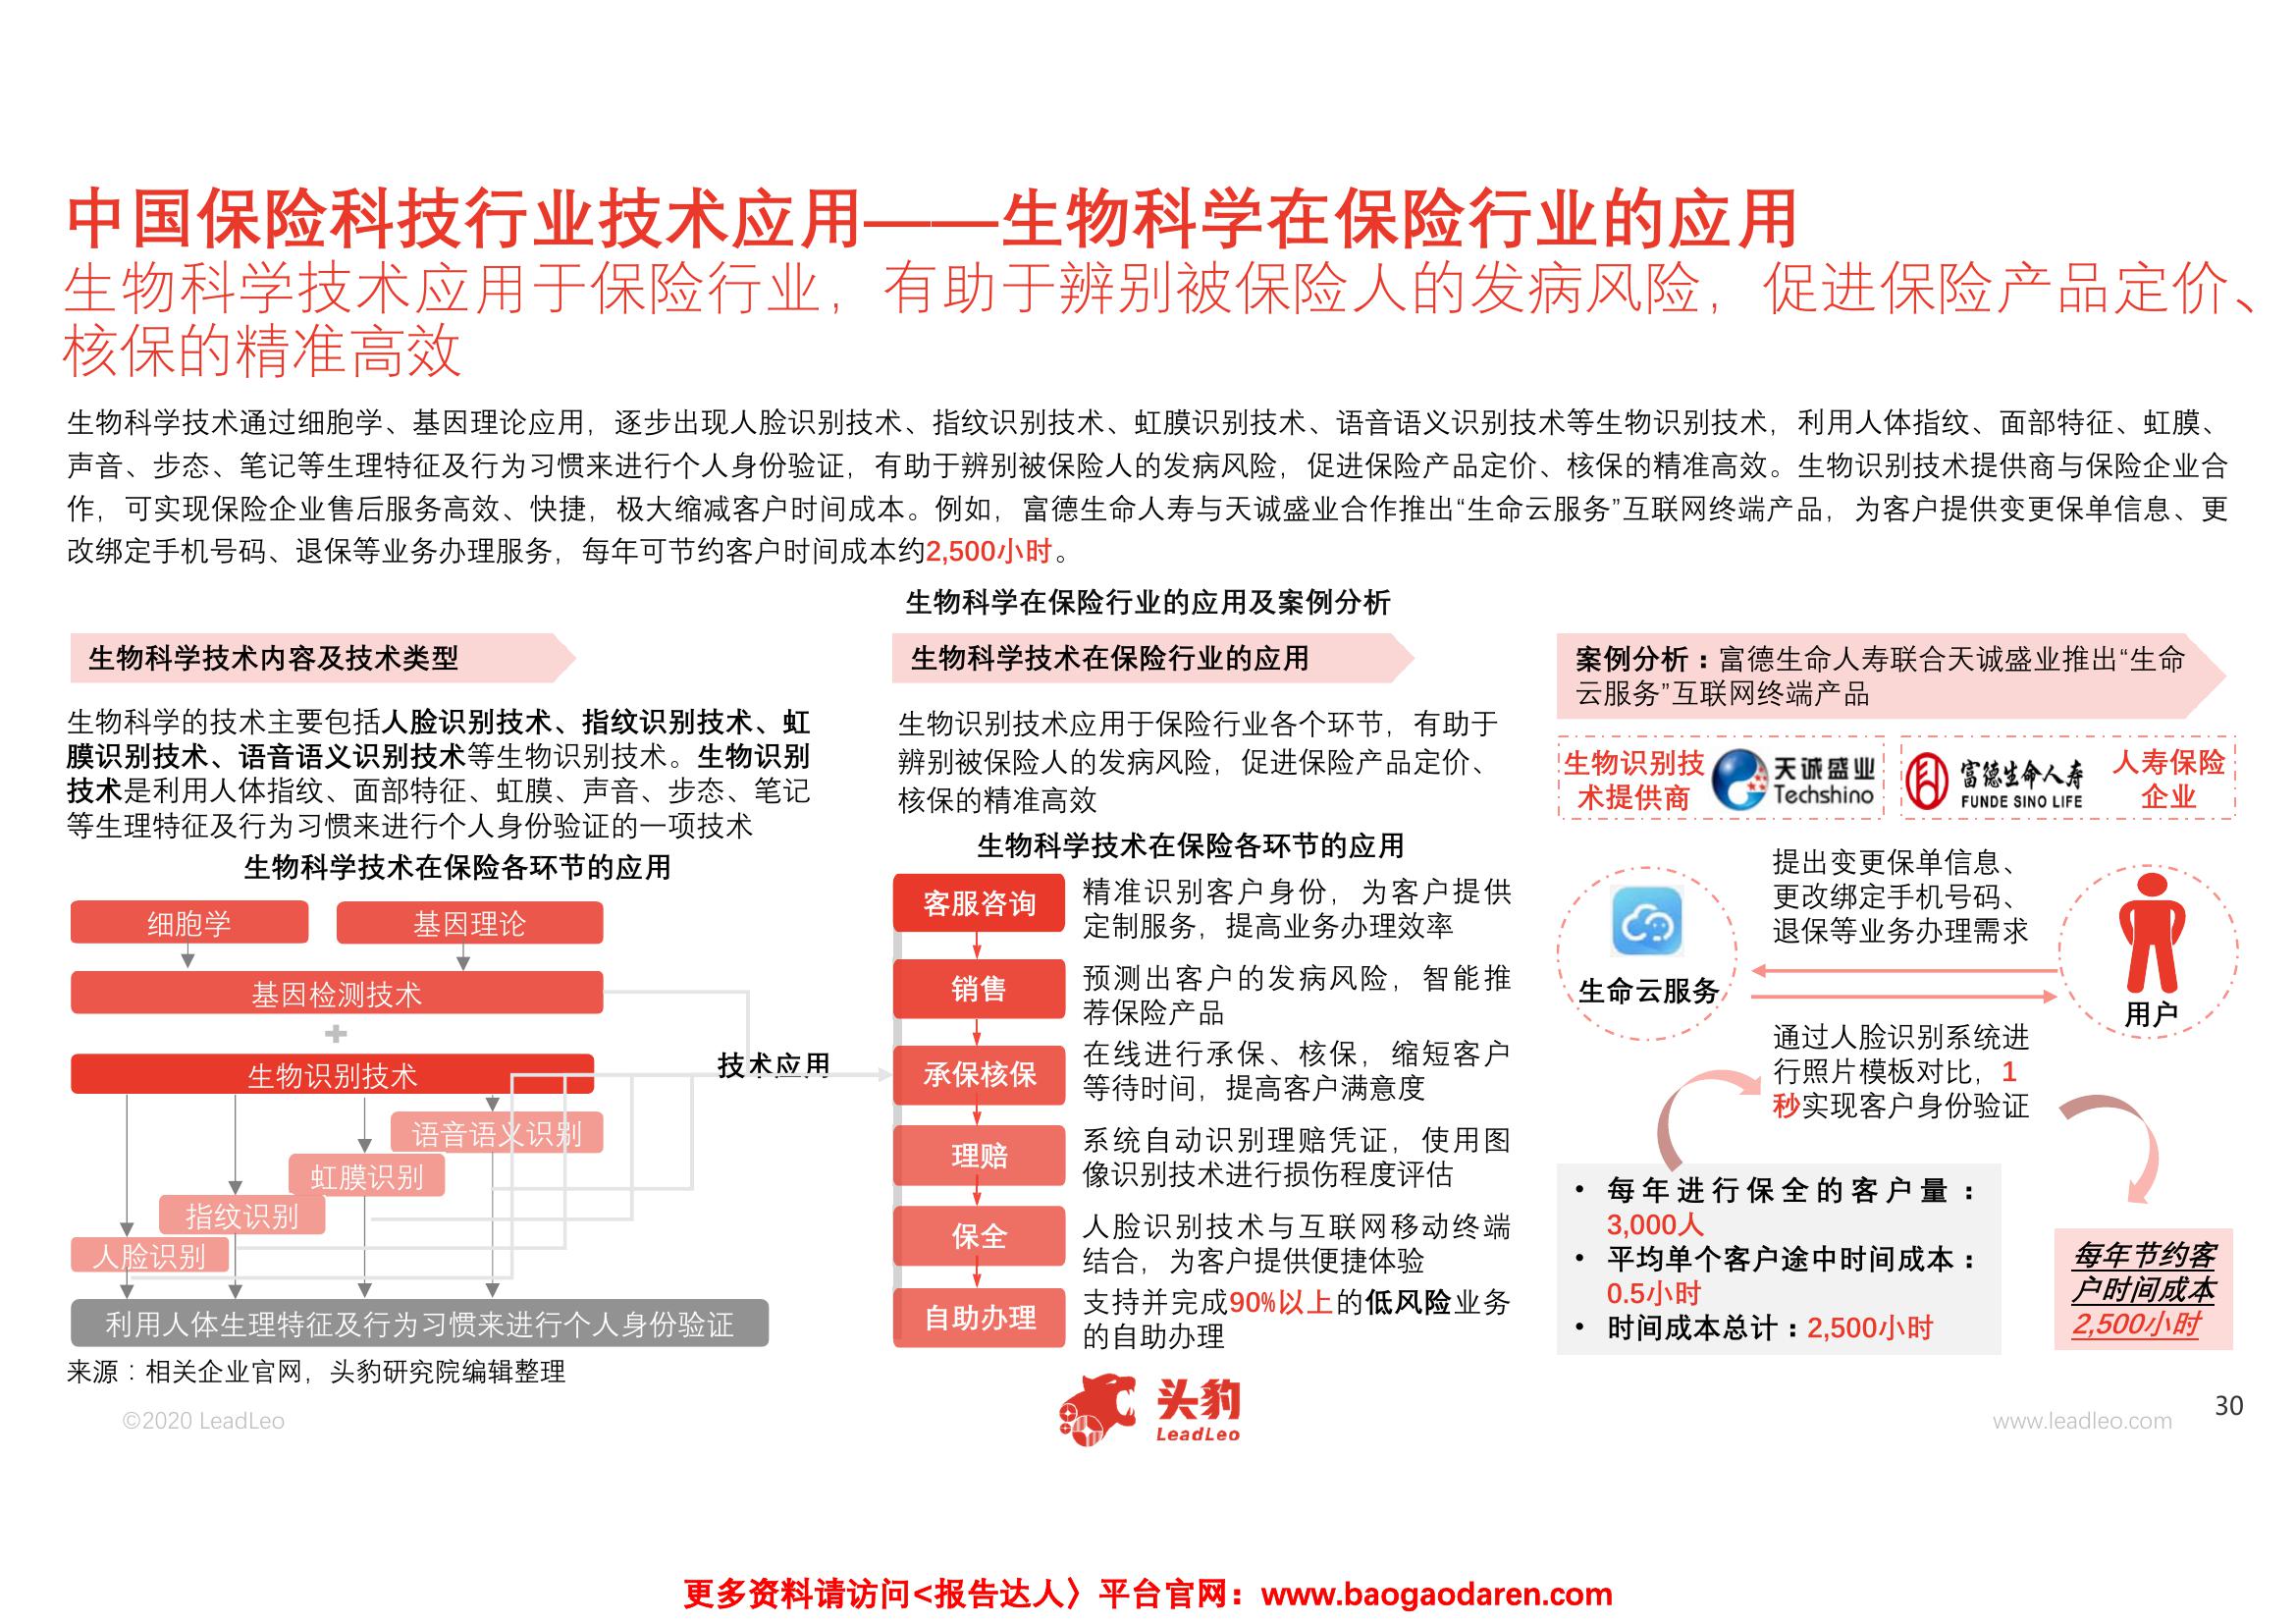 中国保险科技行业技术应用——生物科学在保险行业的应用
生物科学技术应用于保险行业，有助于辨别被保险人的发病风险，促进保险产品定价、
核保的精准高效
生物科学技术通过细胞学、基因理论应用，逐步出现人脸识别技术、指纹识别技术、虹膜识别技术、语音语义识别技术等生物识别技术，利用人体指纹、面部特征、虹膜、
声音、步态、笔记等生理特征及行为习惯来进行个人身份验证，有助于辨别被保险人的发病风险，促进保险产品定价、核保的精准高效。生物识别技术提供商与保险企业合
作，可实现保险企业售后服务高效、快捷，极大缩减客户时间成本。例如，富德生命人寿与天诚盛业合作推出“生命云服务”互联网终端产品，为客户提供变更保单信息、更
改绑定手机号码、退保等业务办理服务，每年可节约客户时间成本约2,500小时。
生物科学在保险行业的应用及案例分析
生物科学技术内容及技术类型
生物科学的技术主要包括人脸识别技术、指纹识别技术、虹
膜识别技术、语音语义识别技术等生物识别技术。生物识别
技术是利用人体指纹、面部特征、虹膜、声音、步态、笔记
等生理特征及行为习惯来进行个人身份验证的一项技术
生物科学技术在保险各环节的应用
细胞学
基因理论
基因检测技术
生物识别技术
语音语义识别
虹膜识别
指纹识别
人脸识别
利用人体生理特征及行为习惯来进行个人身份验证
技术应用
生物科学技术在保险行业的应用
生物识别技术应用于保险行业各个环节，有助于
辨别被保险人的发病风险，促进保险产品定价、
核保的精准高效
生物科学技术在保险各环节的应用
客服咨询
精准识别客户身份，为客户提供
定制服务，提高业务办理效率
销售
预测出客户的发病风险，智能推
荐保险产品
承保核保
在线进行承保、核保，缩短客户
等待时间，提高客户满意度
理赔
系统自动识别理赔凭证，使用图
像识别技术进行损伤程度评估
保全
人脸识别技术与互联网移动终端
结合，为客户提供便捷体验
自助办理
支持并完成90%以上的低风险业务
的自助办理
案例分析：富德生命人寿联合天诚盛业推出“生命
云服务”互联网终端产品
生物识别技
术提供商
天诚盛业
Techshino
富德生命人寿
FUNDE SINO LIFE
人寿保险
企业
提出变更保单信息、
更改绑定手机号码、
退保等业务办理需求
生命云服务
用户
通过人脸识别系统进
行照片模板对比，1
秒实现客户身份验证
• 每年进行保全的客户量：
3,000人
• 平均单个客户途中时间成本：
0.5小时
• 时间成本总计：2,500小时
每年节约客
户时间成本
2,500小时
来源：相关企业官网，头豹研究院编辑整理
©2020 LeadLeo
头豹
LeadLeo
www.leadleo.com
30
更多资料请访问<报告达人〉平台官网：www.baogaodaren.com